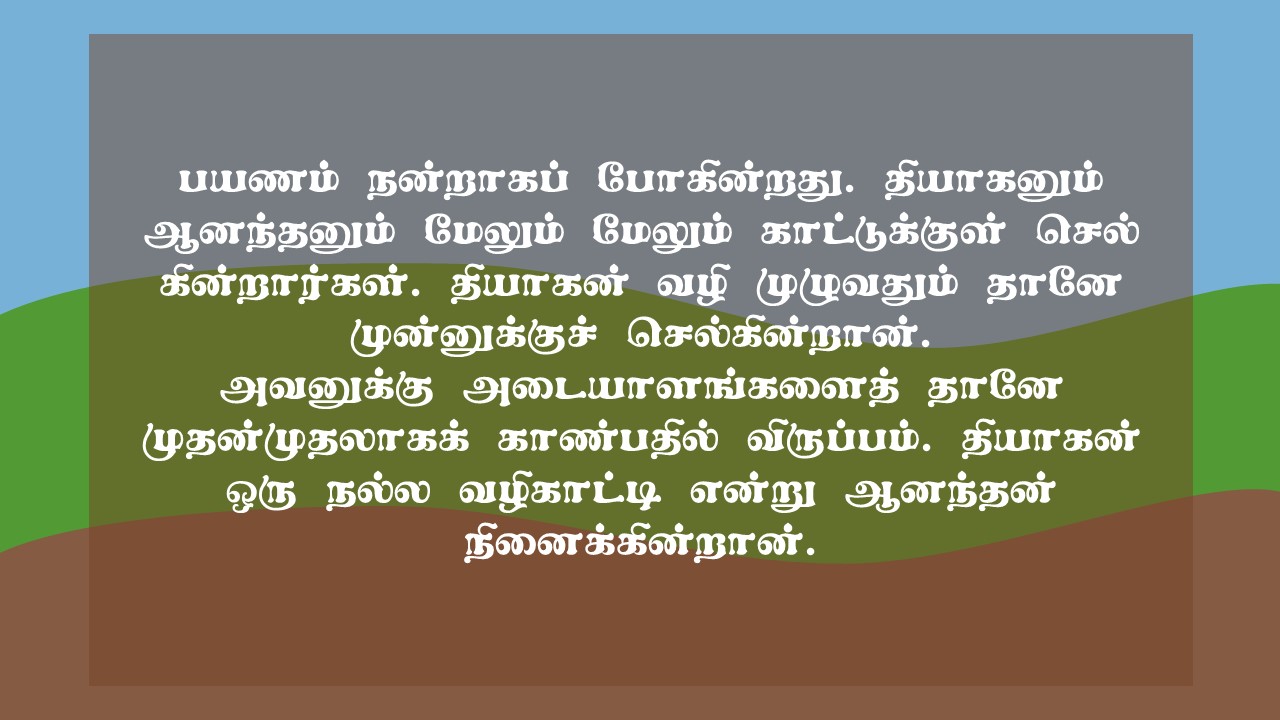 பயணம் நன்றாகப் போகின்றது. தியாகனும்
ஆனந்தனும் மேலும் மேலும் காட்டுக்குள் செல்
கின்றார்கள். தியாகன் வழி முழுவதும் தானே
முன்னுக்குச் செல்கின்றான்.
அவனுக்கு அடையாளங்களைத் தானே
முதன்முதலாகக் காண்பதில் விருப்பம். தியாகன்
ஒரு நல்ல வழிகாட்டி என்று ஆனந்தன்
நினைக்கின்றான்.